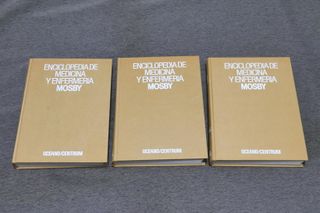 ENCICLOPEDIA DE
MEDICINA
Y ENFERMERIA
MOSBY
OCEANO/CENTRUM
ENCICLOPEDIA DE
MEDICINA
Y ENFERMERIA
MOSBY
OCEANO/CENTRUM
ENCICLOPEDIA DE
MEDICINA
Y ENFERMERIA
MOSBY
OCEANO/CENTRUM